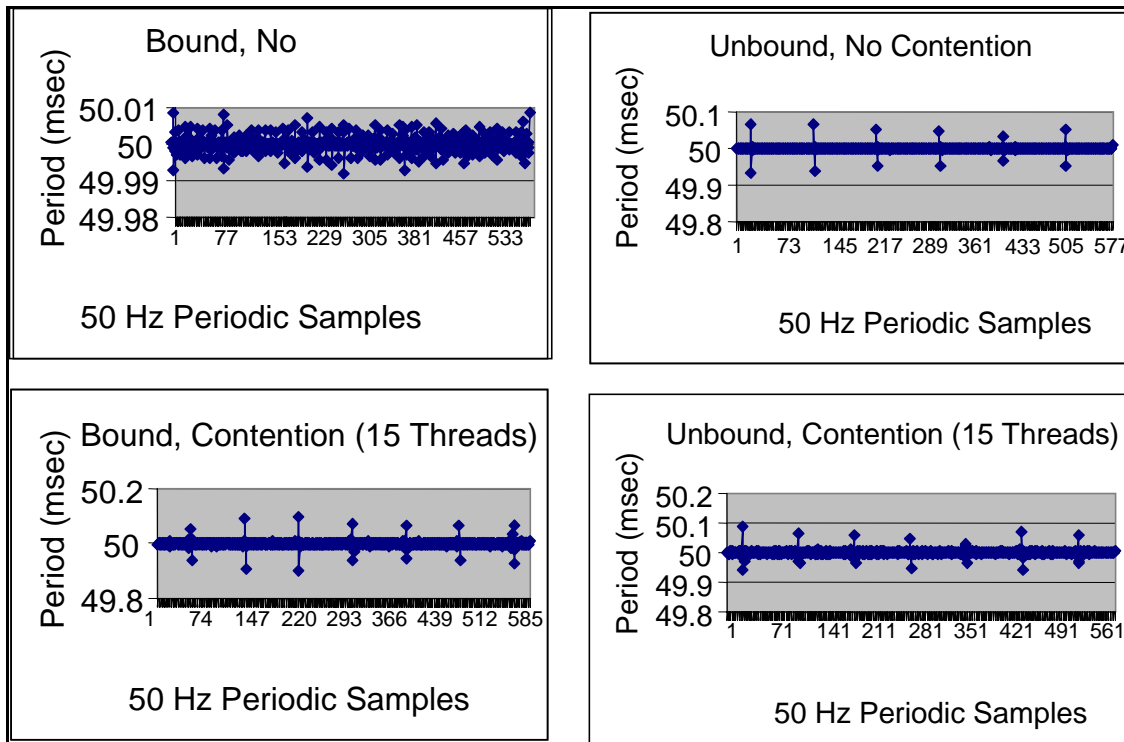 Bound, No
Period (msec)
50.01
50
49.99
49.98
1 77 153 229 305 381 457 533
50 Hz Periodic Samples
Unbound, No Contention
Period (msec)
50.1
50
49.9
49.8
1 73 145 217 289 361 433 505 577
50 Hz Periodic Samples
Bound, Contention (15 Threads)
Period (msec)
50.2
50
49.8
1 74 147 220 293 366 439 512 585
50 Hz Periodic Samples
Unbound, Contention (15 Threads)
Period (msec)
50.2
50.1
50
49.9
49.8
1 71 141 211 281 351 421 491 561
50 Hz Periodic Samples